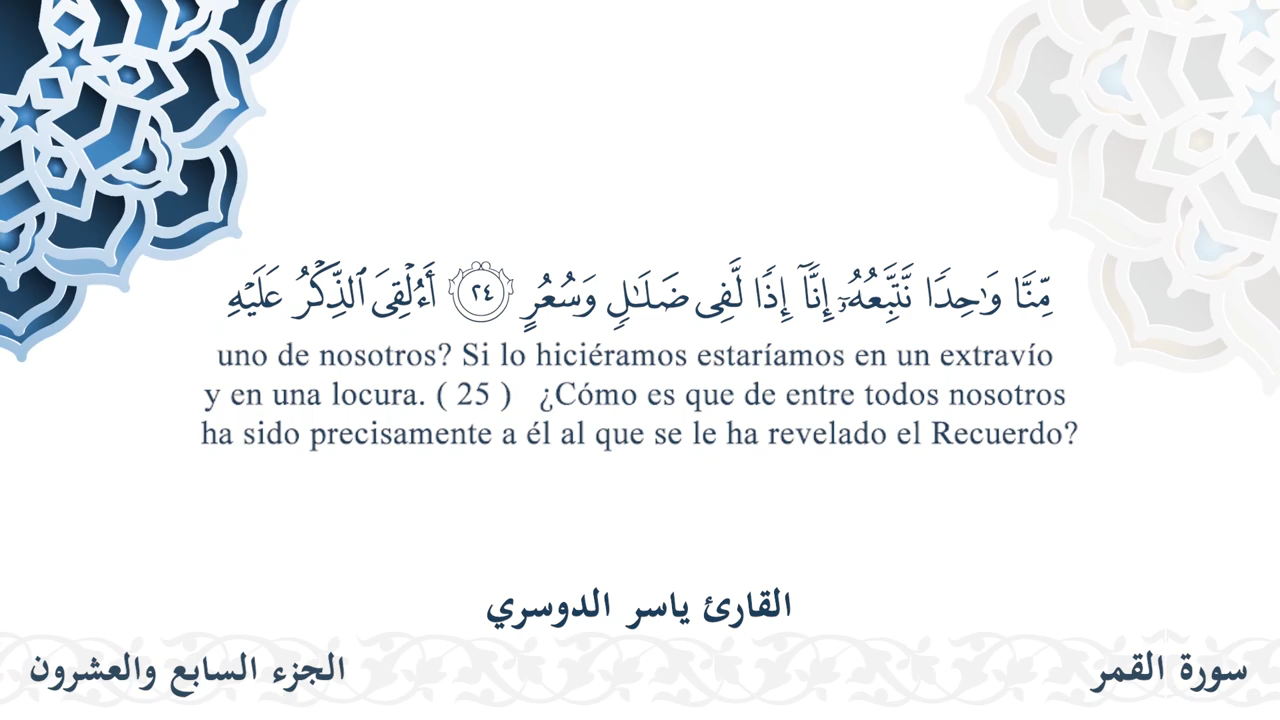 مِّنَّا وَٰحِدًا نَّتَّبِعُهُۥٓ إِنَّآ إِذًا لَّفِى ضَلَٰلٍ وَسُعُرٍ ٢٤ أَءُلْقِىَ ٱلذِّكْرُ عَلَيْهِ
uno de nosotros? Si lo hiciéramos estaríamos en un extravío
y en una locura. ( 25 ) ¿Cómo es que de entre todos nosotros
ha sido precisamente a él al que se le ha revelado el Recuerdo?
القارئ ياسر الدوسري
سورة القمر
الجزء السابع والعشرون